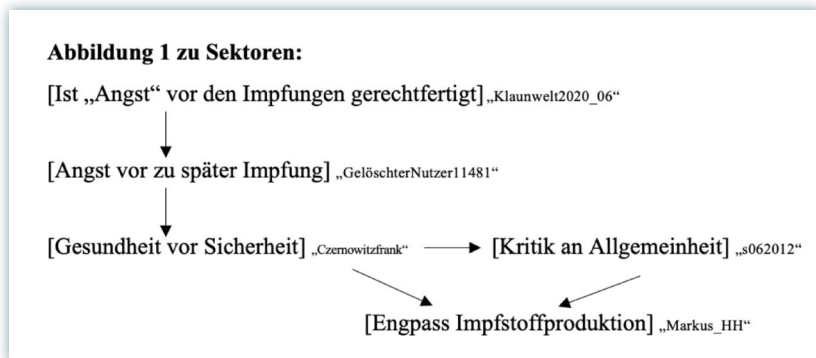 Abbildung 1 zu Sektoren:
[Ist „Angst“ vor den Impfungen gerechtfertigt] „Klaunwelt2020_06“
[Angst vor zu später Impfung] „GelöschterNutzer11481“
[Gesundheit vor Sicherheit] „Czernowitzfrank“ [Kritik an Allgemeinheit] „s062012“
[Engpass Impfstoffproduktion] „Markus_HH“